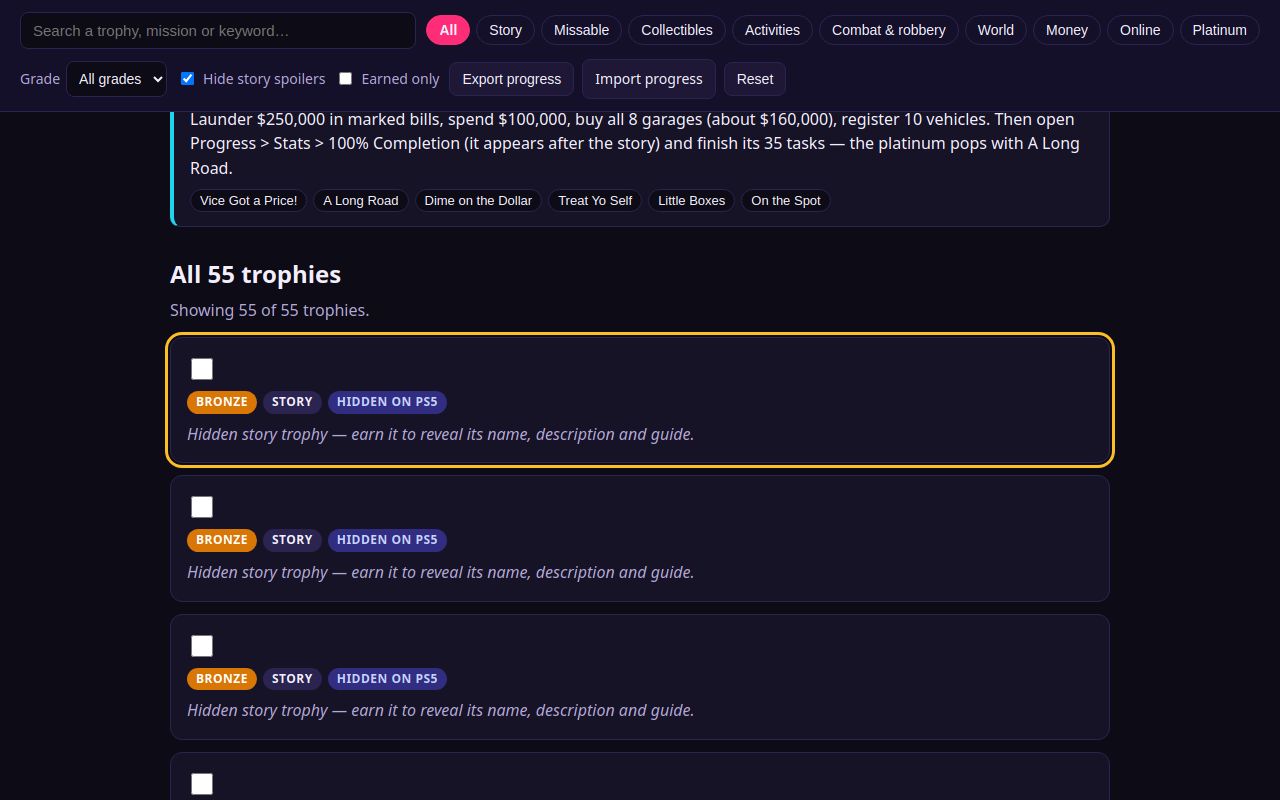 Search a trophy, mission or keyword…
All Story Missable Collectibles Activities Combat & robbery World Money Online Platinum
Grade All grades Hide story spoilers Earned only Export progress Import progress Reset
Launder $250,000 in marked bills, spend $100,000, buy all 8 garages (about $160,000), register 10 vehicles. Then open
Progress > Stats > 100% Completion (it appears after the story) and finish its 35 tasks — the platinum pops with A Long
Road.
Vice Got a Price! A Long Road Dime on the Dollar Treat Yo Self Little Boxes On the Spot
All 55 trophies
Showing 55 of 55 trophies.
BRONZE STORY HIDDEN ON PS5
Hidden story trophy — earn it to reveal its name, description and guide.
BRONZE STORY HIDDEN ON PS5
Hidden story trophy — earn it to reveal its name, description and guide.
BRONZE STORY HIDDEN ON PS5
Hidden story trophy — earn it to reveal its name, description and guide.